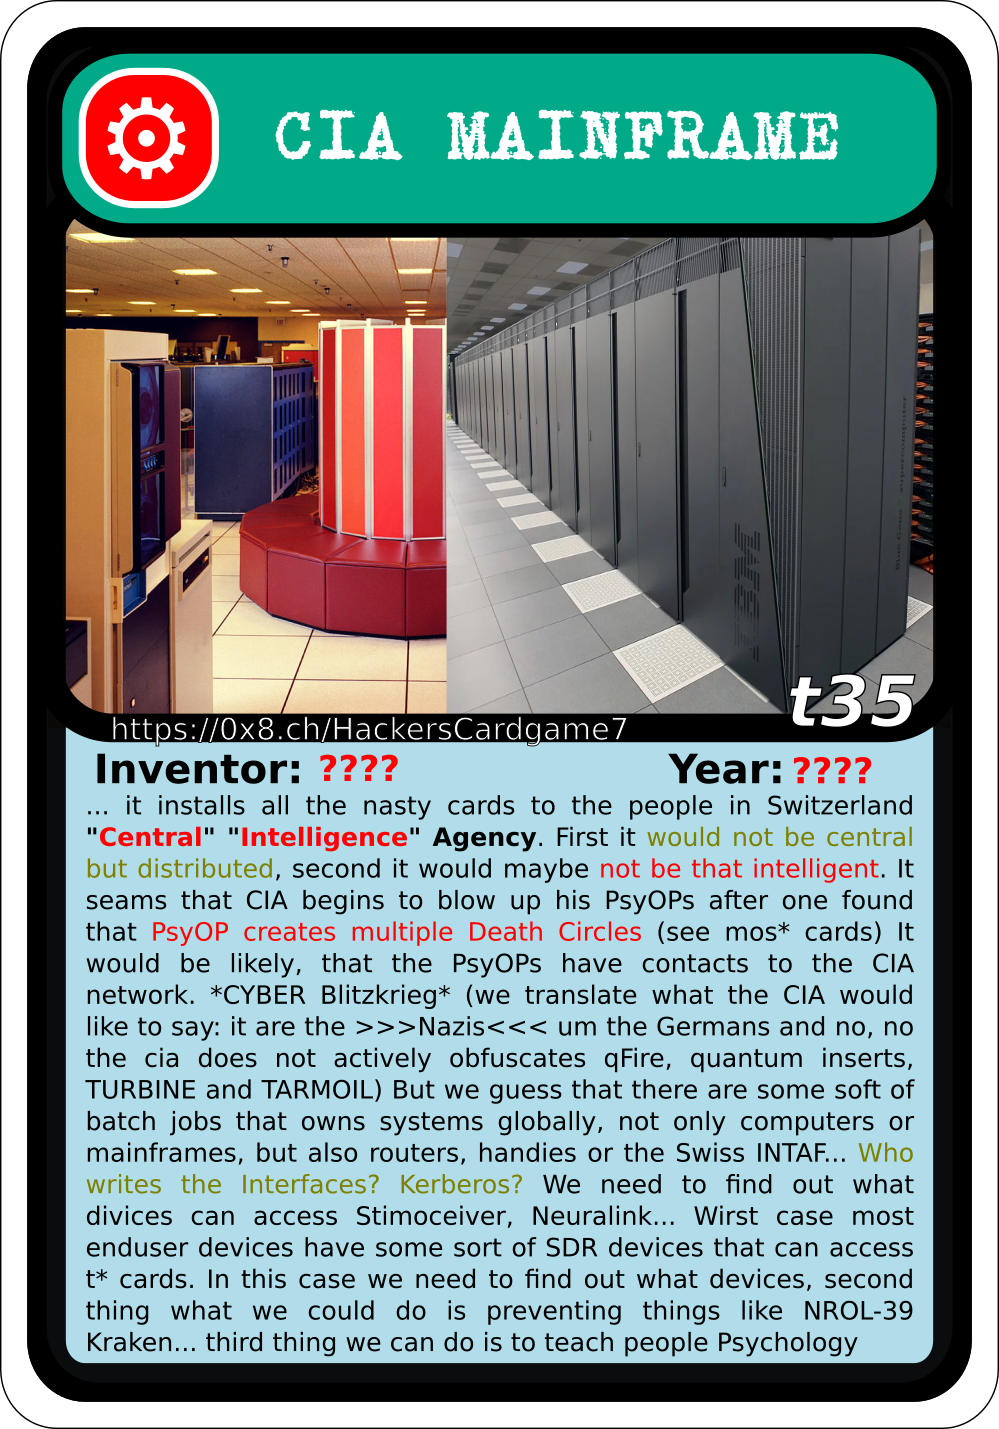 CIA MAINFRAME
IBM
t35
https://0x8.ch/HackersCardgame7
Inventor: ???? Year: ????
... it installs all the nasty cards to the people in Switzerland
"Central" "Intelligence" Agency. First it would not be central
but distributed, second it would maybe not be that intelligent. It
seams that CIA begins to blow up his PsyOPs after one found
that PsyOP creates multiple Death Circles (see mos* cards) It
would be likely, that the PsyOPs have contacts to the CIA
network. *CYBER Blitzkrieg* (we translate what the CIA would
like to say: it are the >>>Nazis<<< um the Germans and no, no
the cia does not actively obfuscates qFire, quantum inserts,
TURBINE and TARMOIL) But we guess that there are some soft of
batch jobs that owns systems globally, not only computers or
mainframes, but also routers, handies or the Swiss INTAF... Who
writes the Interfaces? Kerberos? We need to find out what
divices can access Stimoceiver, Neuralink... Wirst case most
enduser devices have some sort of SDR devices that can access
t* cards. In this case we need to find out what devices, second
thing what we could do is preventing things like NROL-39
Kraken... third thing we can do is to teach people Psychology